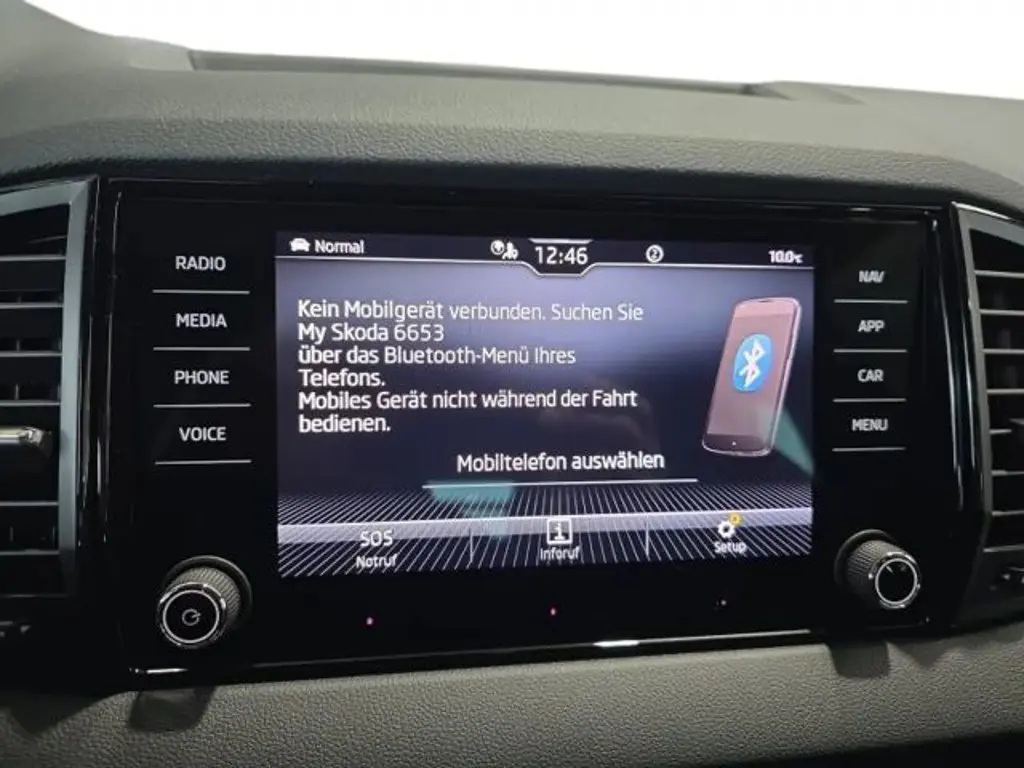 Normal
12:46
2
10.0°C
RADIO
MEDIA
PHONE
VOICE
Kein Mobilgerät verbunden. Suchen Sie
My Skoda 6653
über das Bluetooth-Menü Ihres
Telefons.
Mobiles Gerät nicht während der Fahrt
bedienen.
Mobiltelefon auswählen
SOS
Notruf
i
Inforuf
Setup
NAV
APP
CAR
MENU